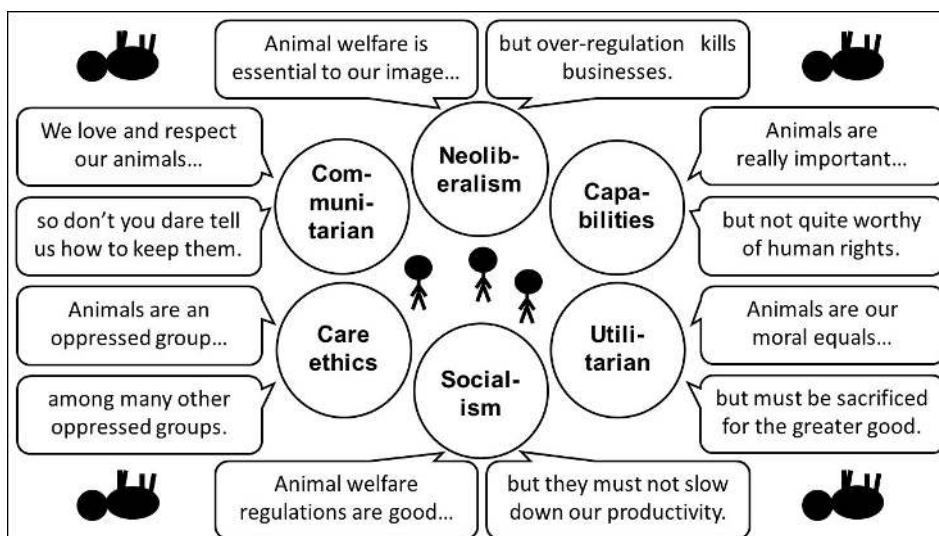 Animal welfare is
essential to our image…
but over-regulation kills
businesses.
We love and respect
our animals…
so don't you dare tell
us how to keep them.
Com-
muni-
tarian
Neolib-
eralism
Capa-
bilities
Animals are
really important…
but not quite worthy
of human rights.
Animals are an
oppressed group…
among many other
oppressed groups.
Care
ethics
Social-
ism
Utili-
tarian
Animals are our
moral equals…
but must be sacrificed
for the greater good.
Animal welfare
regulations are good…
but they must not slow
down our productivity.